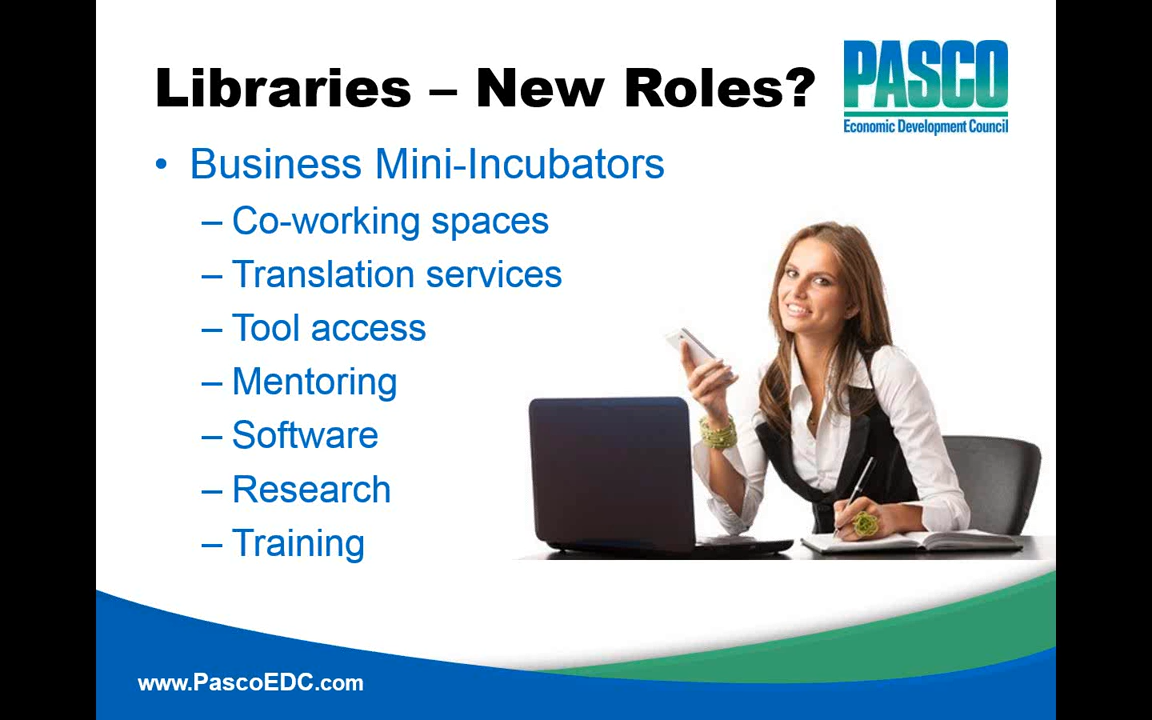 Libraries – New Roles?
PASCO
Economic Development Council
• Business Mini-Incubators
– Co-working spaces
– Translation services
– Tool access
– Mentoring
– Software
– Research
– Training
www.PascoEDC.com